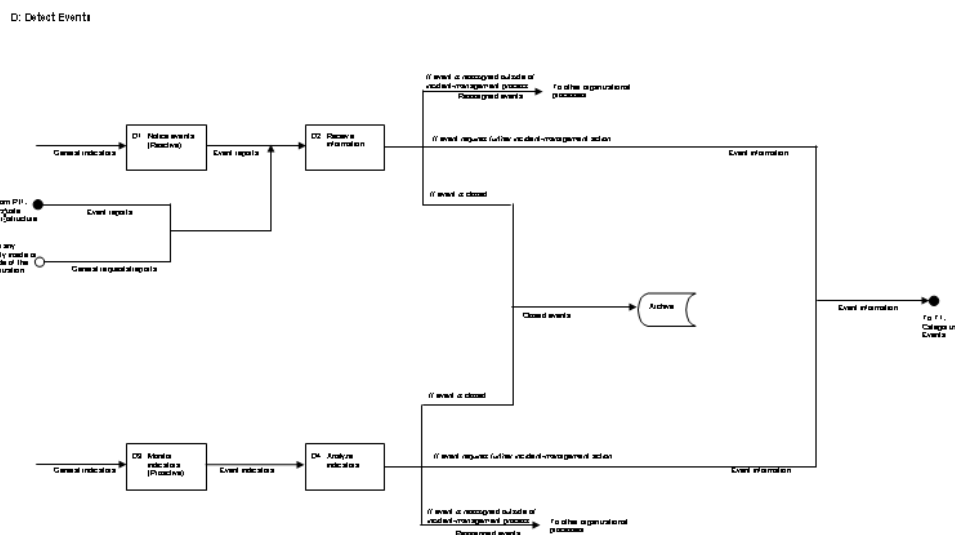 D: Detect Events
If event is reassigned outside of
incident-management process
Reassigned events
To other organizational
processes
D1 Notice events
(Reactive)
D2 Receive
information
General indicators
Event reports
If event requires further incident-management action
Event information
Event reports
If event is closed
General requests/reports
Archive
Closed events
Event information
To T1,
Events
If event is closed
D3 Monitor
indicators
(Proactive)
D4 Analyze
indicators
General indicators
Event indicators
If event requires further incident-management action
Event information
If event is reassigned outside of
incident-management process
Reassigned events
To other organizational
processes